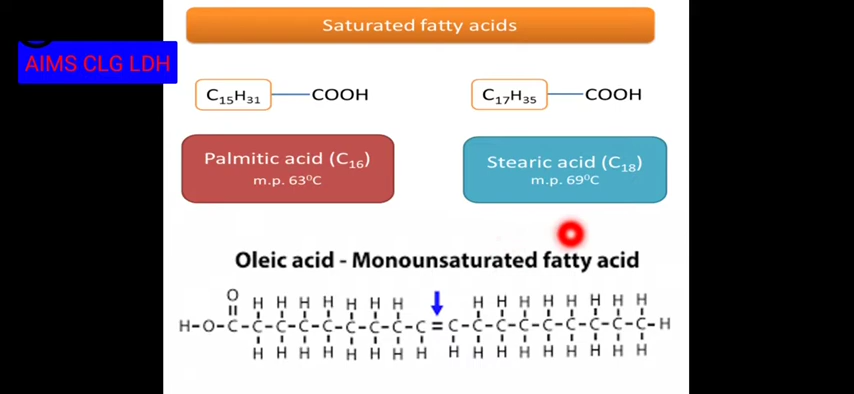 Saturated fatty acids
AIMS CLG LDH
C₁₅H₃₁ — COOH
C₁₇H₃₅ — COOH
Palmitic acid (C₁₆)
m.p. 63⁰C
Stearic acid (C₁₈)
m.p. 69⁰C
Oleic acid - Monounsaturated fatty acid
O H H H H H H H H H H H H H H H
H-O-C-C-C-C-C-C-C-C-C=C-C-C-C-C-C-C-C-C-H
H H H H H H H H H H H H H H H H H